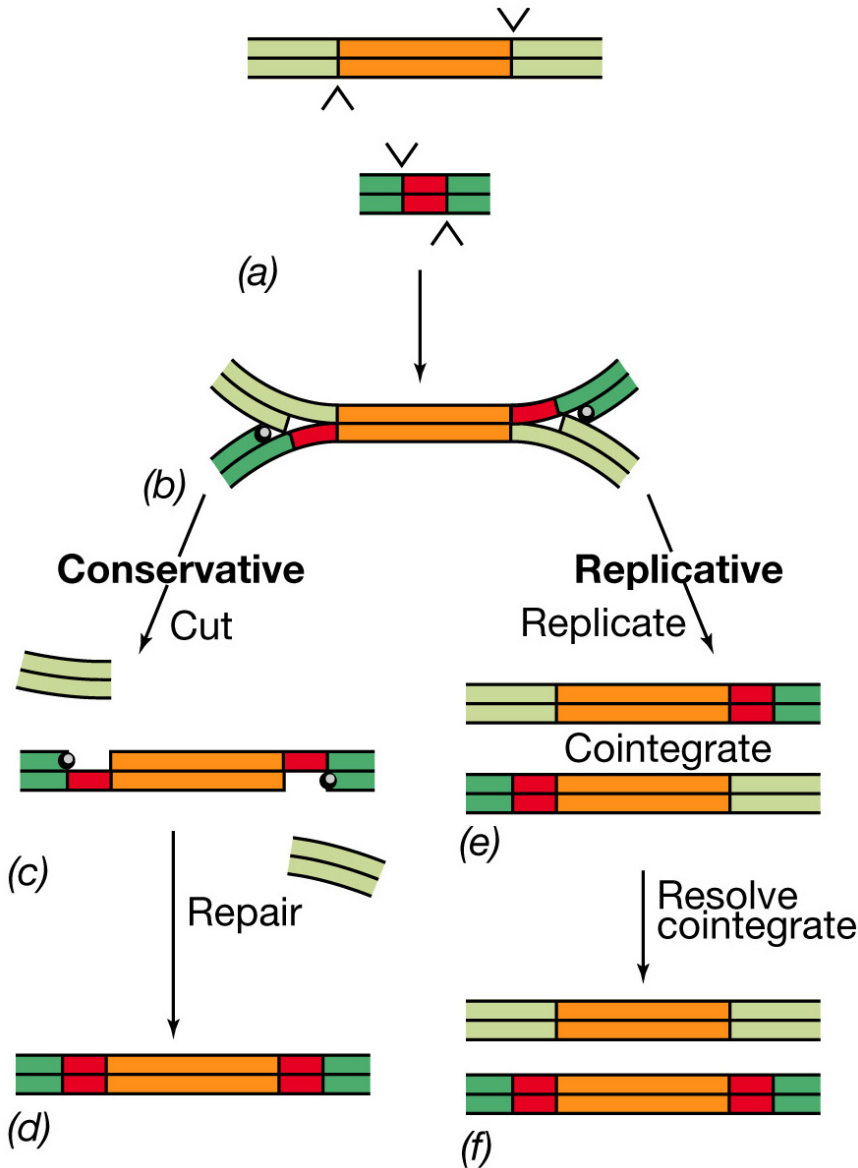 (a)
(b)
Conservative
Replicative
Cut
Replicate
Cointegrate
(c)
(e)
Repair
Resolve
cointegrate
(d)
(f)